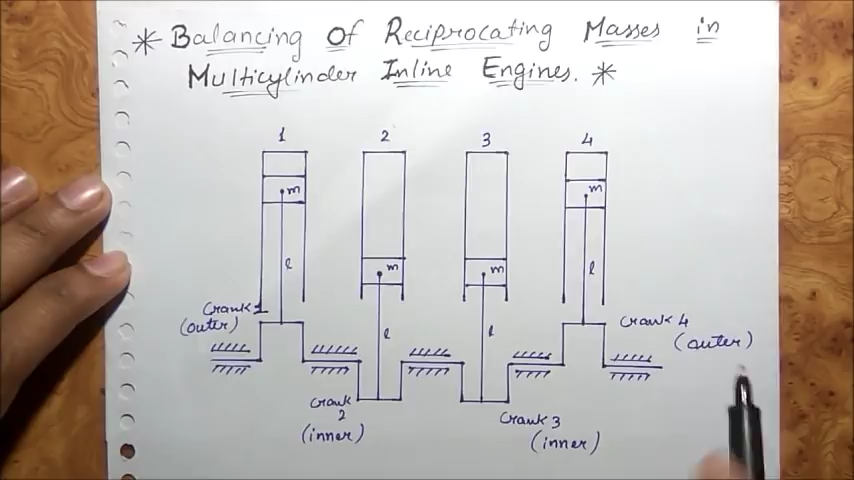 * Balancing Of Reciprocating Masses in
Multicylinder Inline Engines. *
1 2 3 4
m m
m m
l l
l l
Crank 1
(outer)
Crank 4
(outer)
Crank
2
(inner)
Crank 3
(inner)